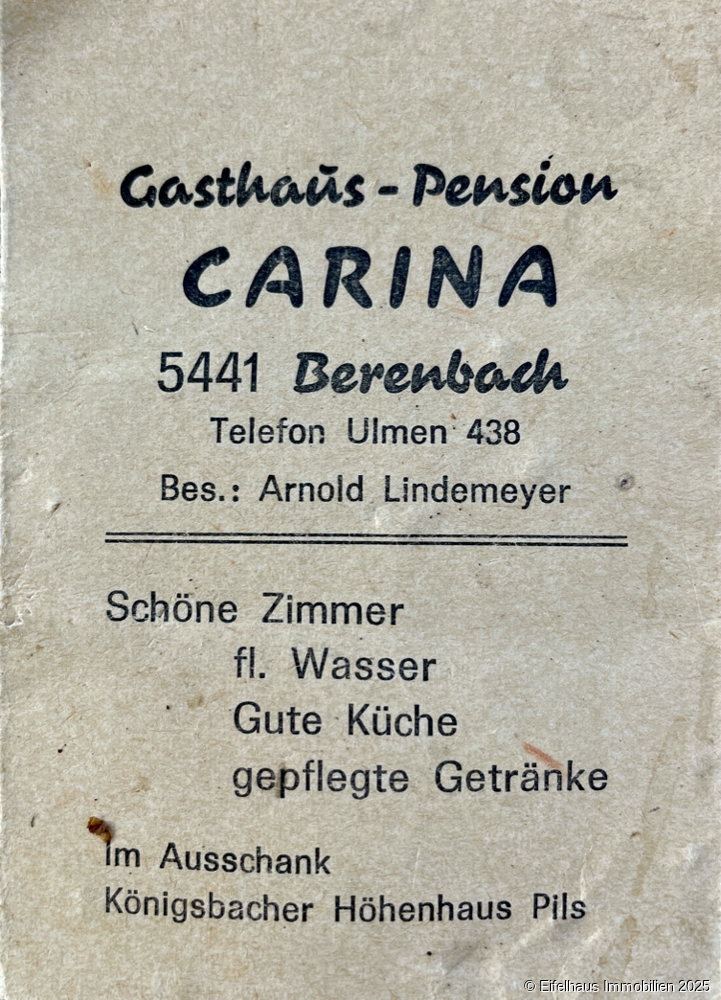 Gasthaus - Pension
CARINA
5441 Berenbach
Telefon Ulmen 438
Bes.: Arnold Lindemeyer
Schöne Zimmer
fl. Wasser
Gute Küche
gepflegte Getränke
Im Ausschank
Königsbacher Höhenhaus Pils
© Eifelhaus Immobilien 2025